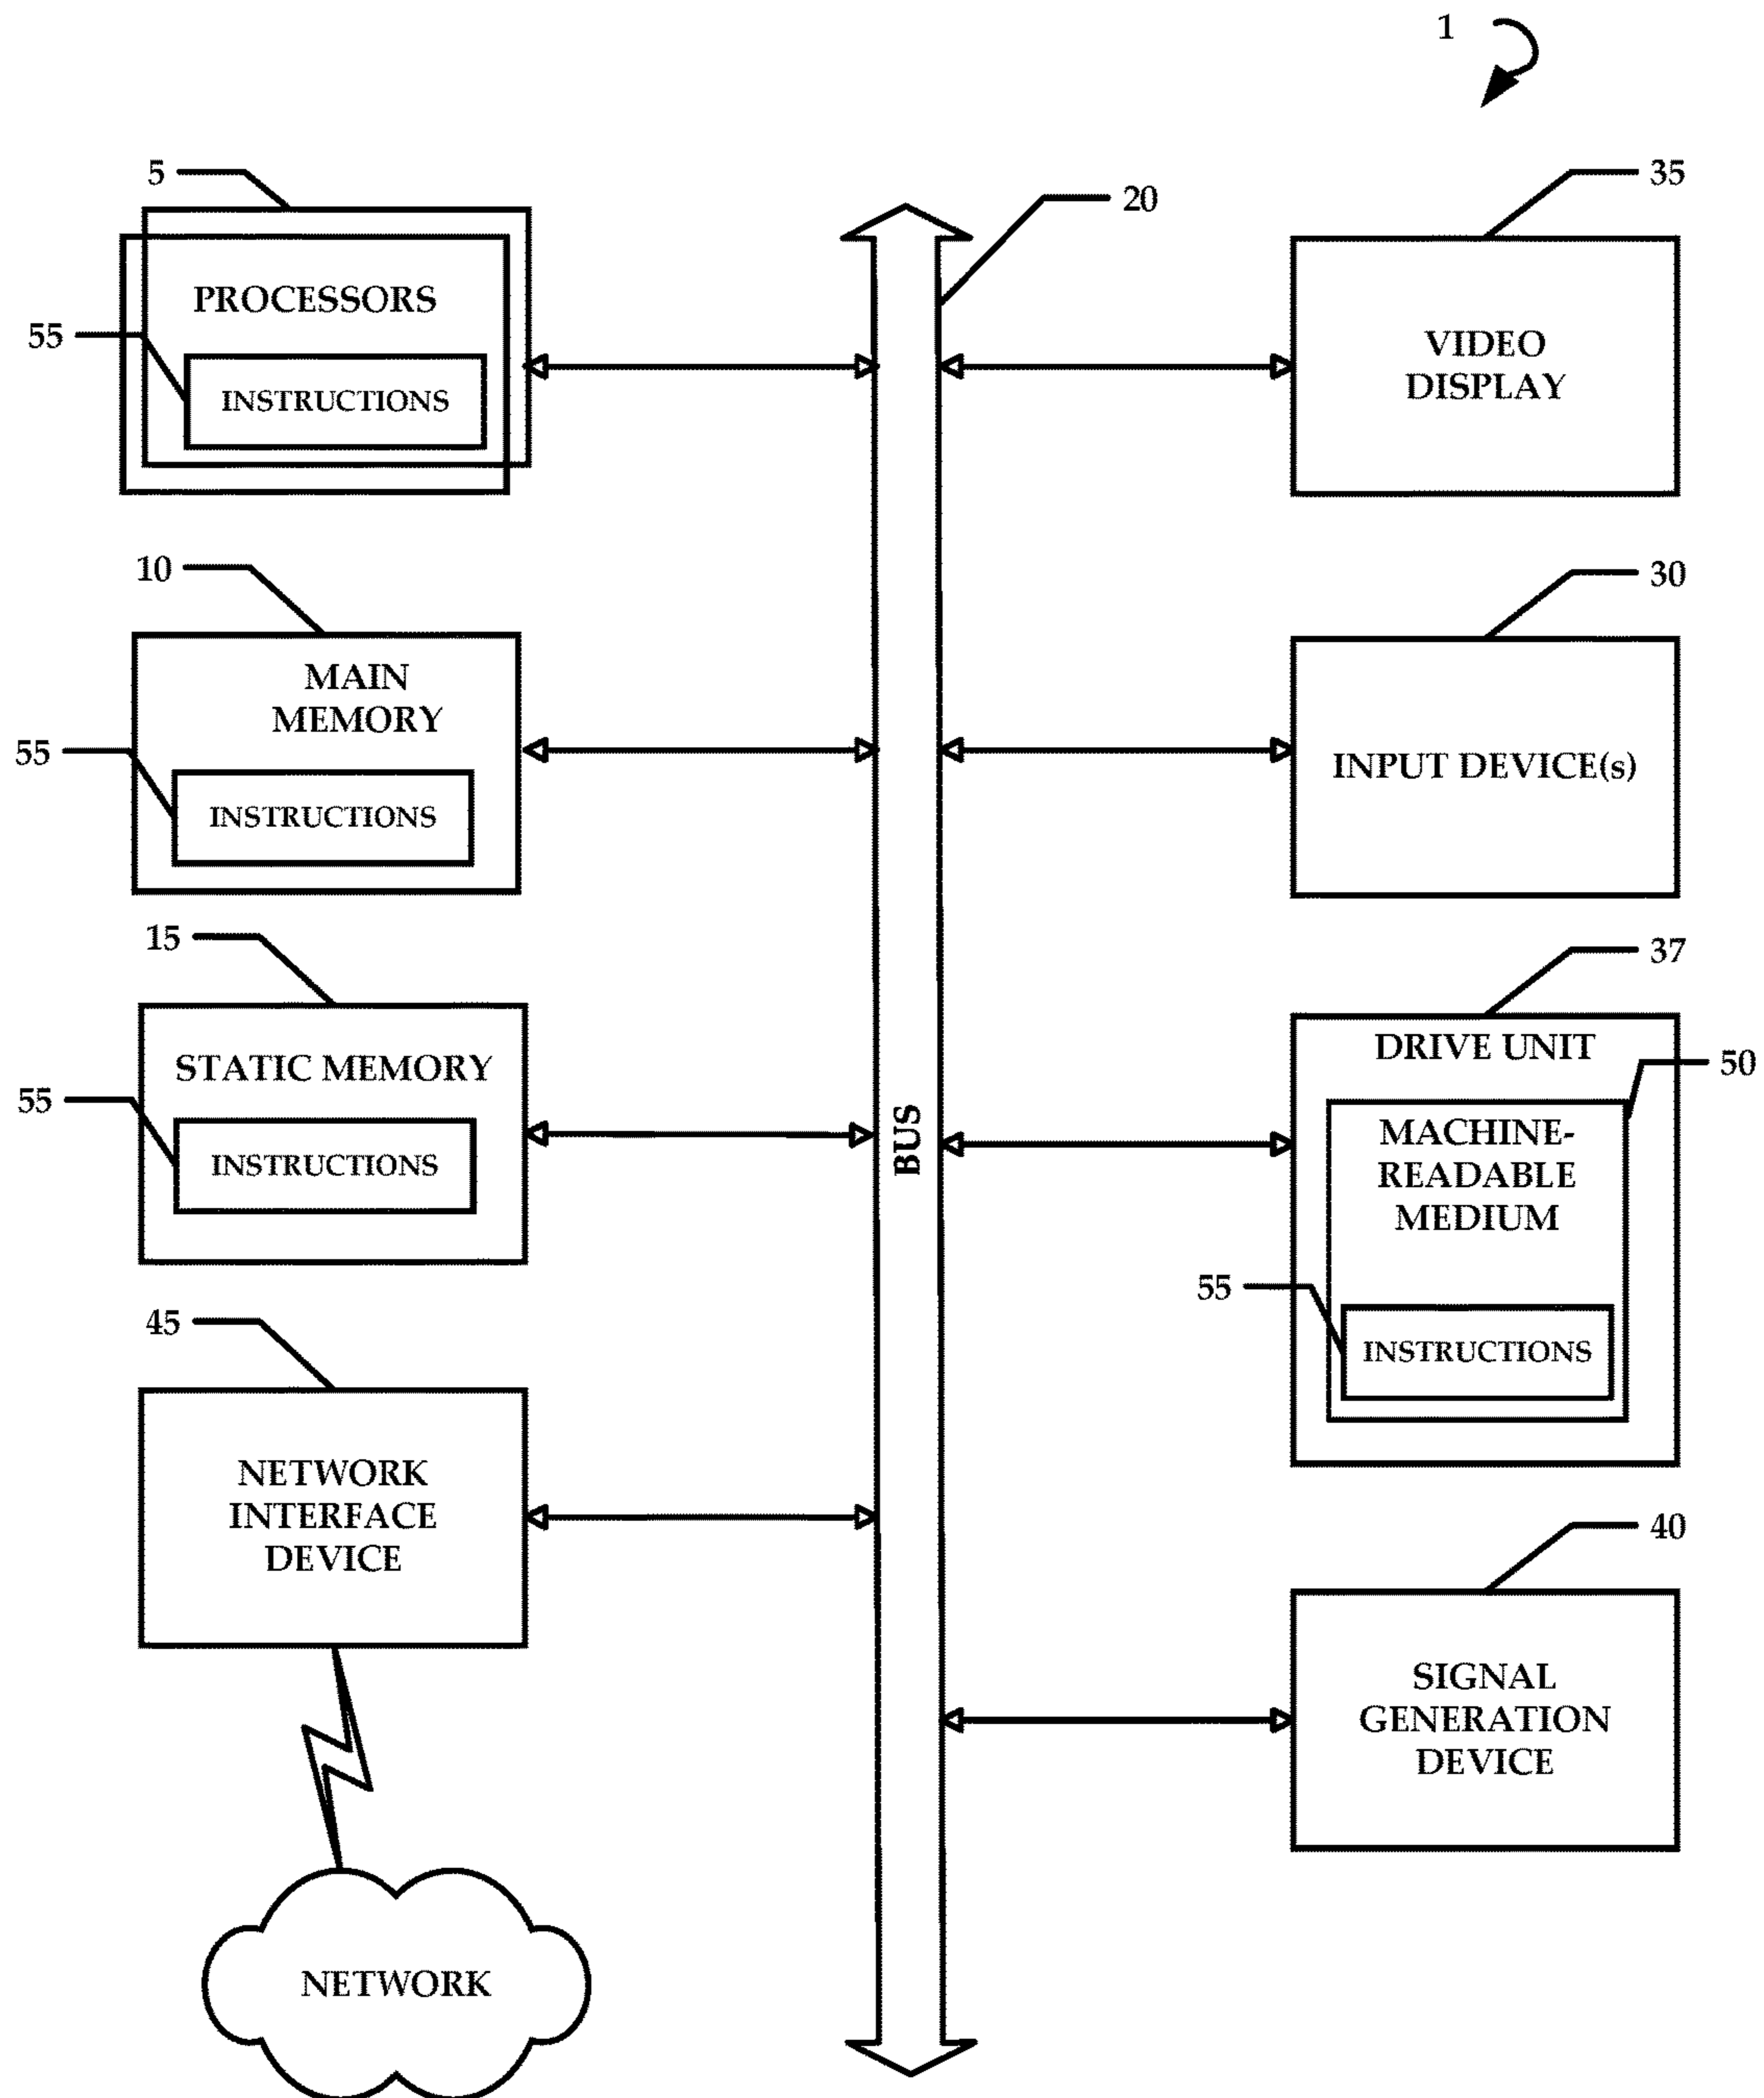 1
5
PROCESSORS
55
INSTRUCTIONS
10
MAIN
MEMORY
55
INSTRUCTIONS
15
STATIC MEMORY
55
INSTRUCTIONS
45
NETWORK
INTERFACE
DEVICE
NETWORK
20
BUS
35
VIDEO
DISPLAY
30
INPUT DEVICE(s)
37
DRIVE UNIT
50
MACHINE-
READABLE
MEDIUM
55
INSTRUCTIONS
40
SIGNAL
GENERATION
DEVICE